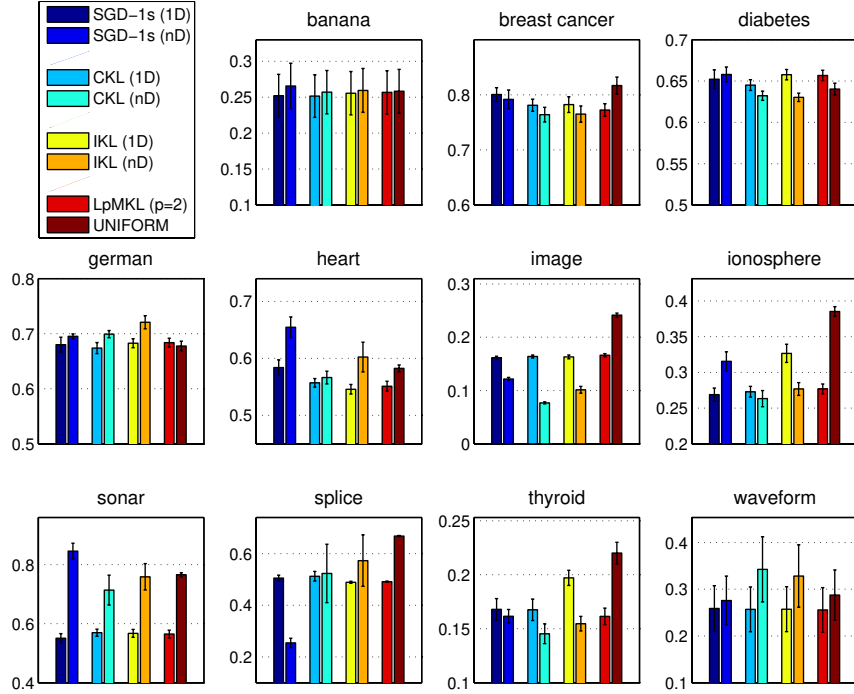 SGD-1s (1D)
SGD-1s (nD)
CKL (1D)
CKL (nD)
IKL (1D)
IKL (nD)
LpMKL (p=2)
UNIFORM
banana
0.3
0.25
0.2
0.15
0.1
breast cancer
0.8
0.7
0.6
diabetes
0.7
0.65
0.6
0.55
0.5
german
0.8
0.7
0.6
0.5
heart
0.7
0.6
0.5
image
0.3
0.2
0.1
0
ionosphere
0.4
0.35
0.3
0.25
0.2
sonar
0.8
0.6
0.4
splice
0.6
0.4
0.2
thyroid
0.25
0.2
0.15
0.1
waveform
0.4
0.3
0.2
0.1